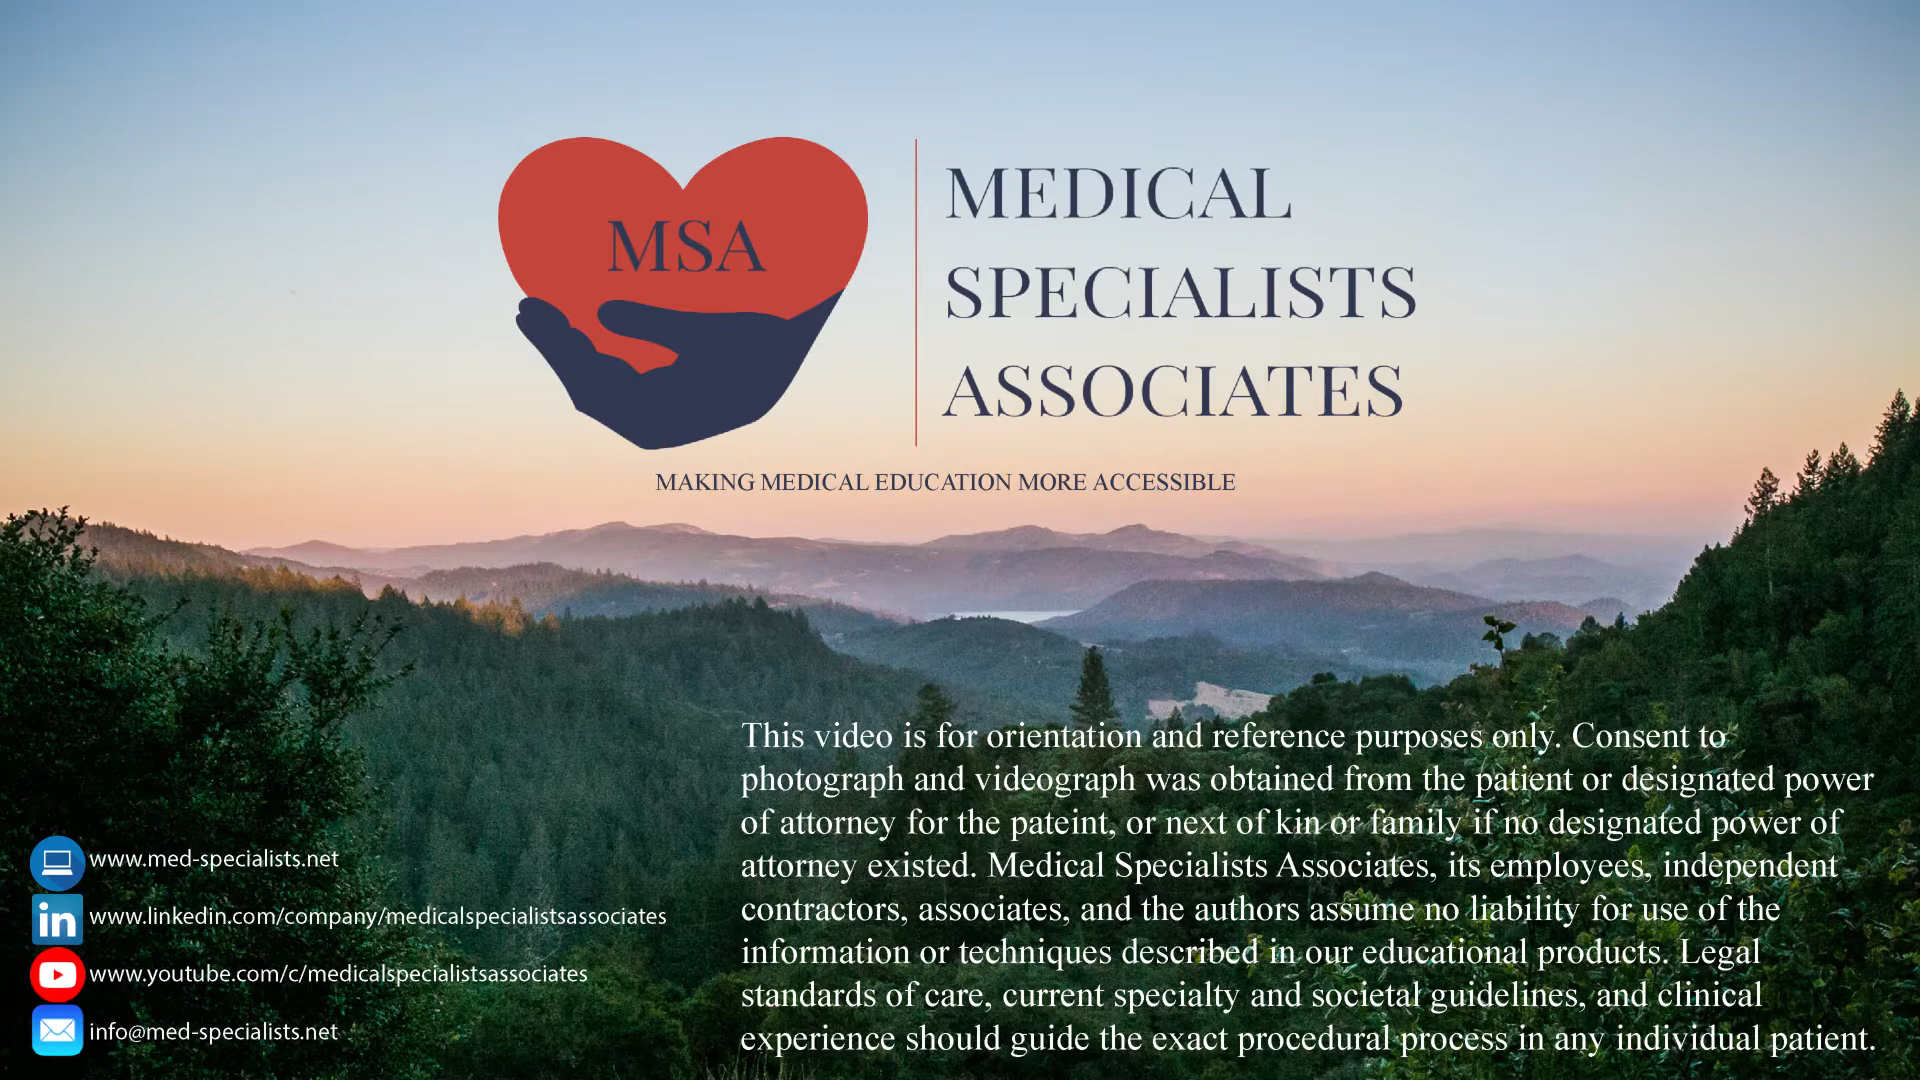 MSA
MEDICAL
SPECIALISTS
ASSOCIATES
MAKING MEDICAL EDUCATION MORE ACCESSIBLE
This video is for orientation and reference purposes only. Consent to
photograph and videograph was obtained from the patient or designated power
of attorney for the pateint, or next of kin or family if no designated power of
attorney existed. Medical Specialists Associates, its employees, independent
contractors, associates, and the authors assume no liability for use of the
information or techniques described in our educational products. Legal
standards of care, current specialty and societal guidelines, and clinical
experience should guide the exact procedural process in any individual patient.
www.med-specialists.net
in www.linkedin.com/company/medicalspecialistsassociates
www.youtube.com/c/medicalspecialistsassociates
info@med-specialists.net